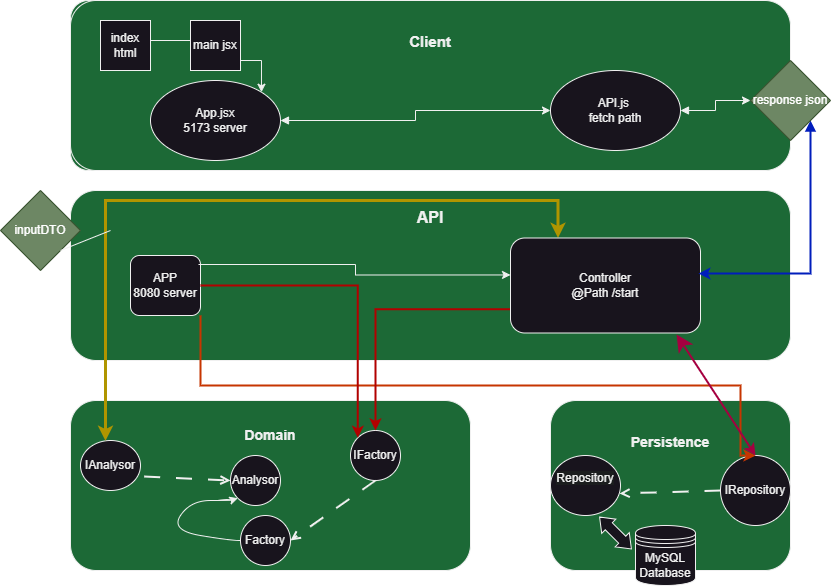 index
html
main jsx
Client
App.jsx
5173 server
API.js
fetch path
response json
inputDTO
API
APP
8080 server
Controller
@Path /start
Domain
IAnalysor
Analysor
IFactory
Factory
Persistence
Repository
IRepository
MySQL
Database